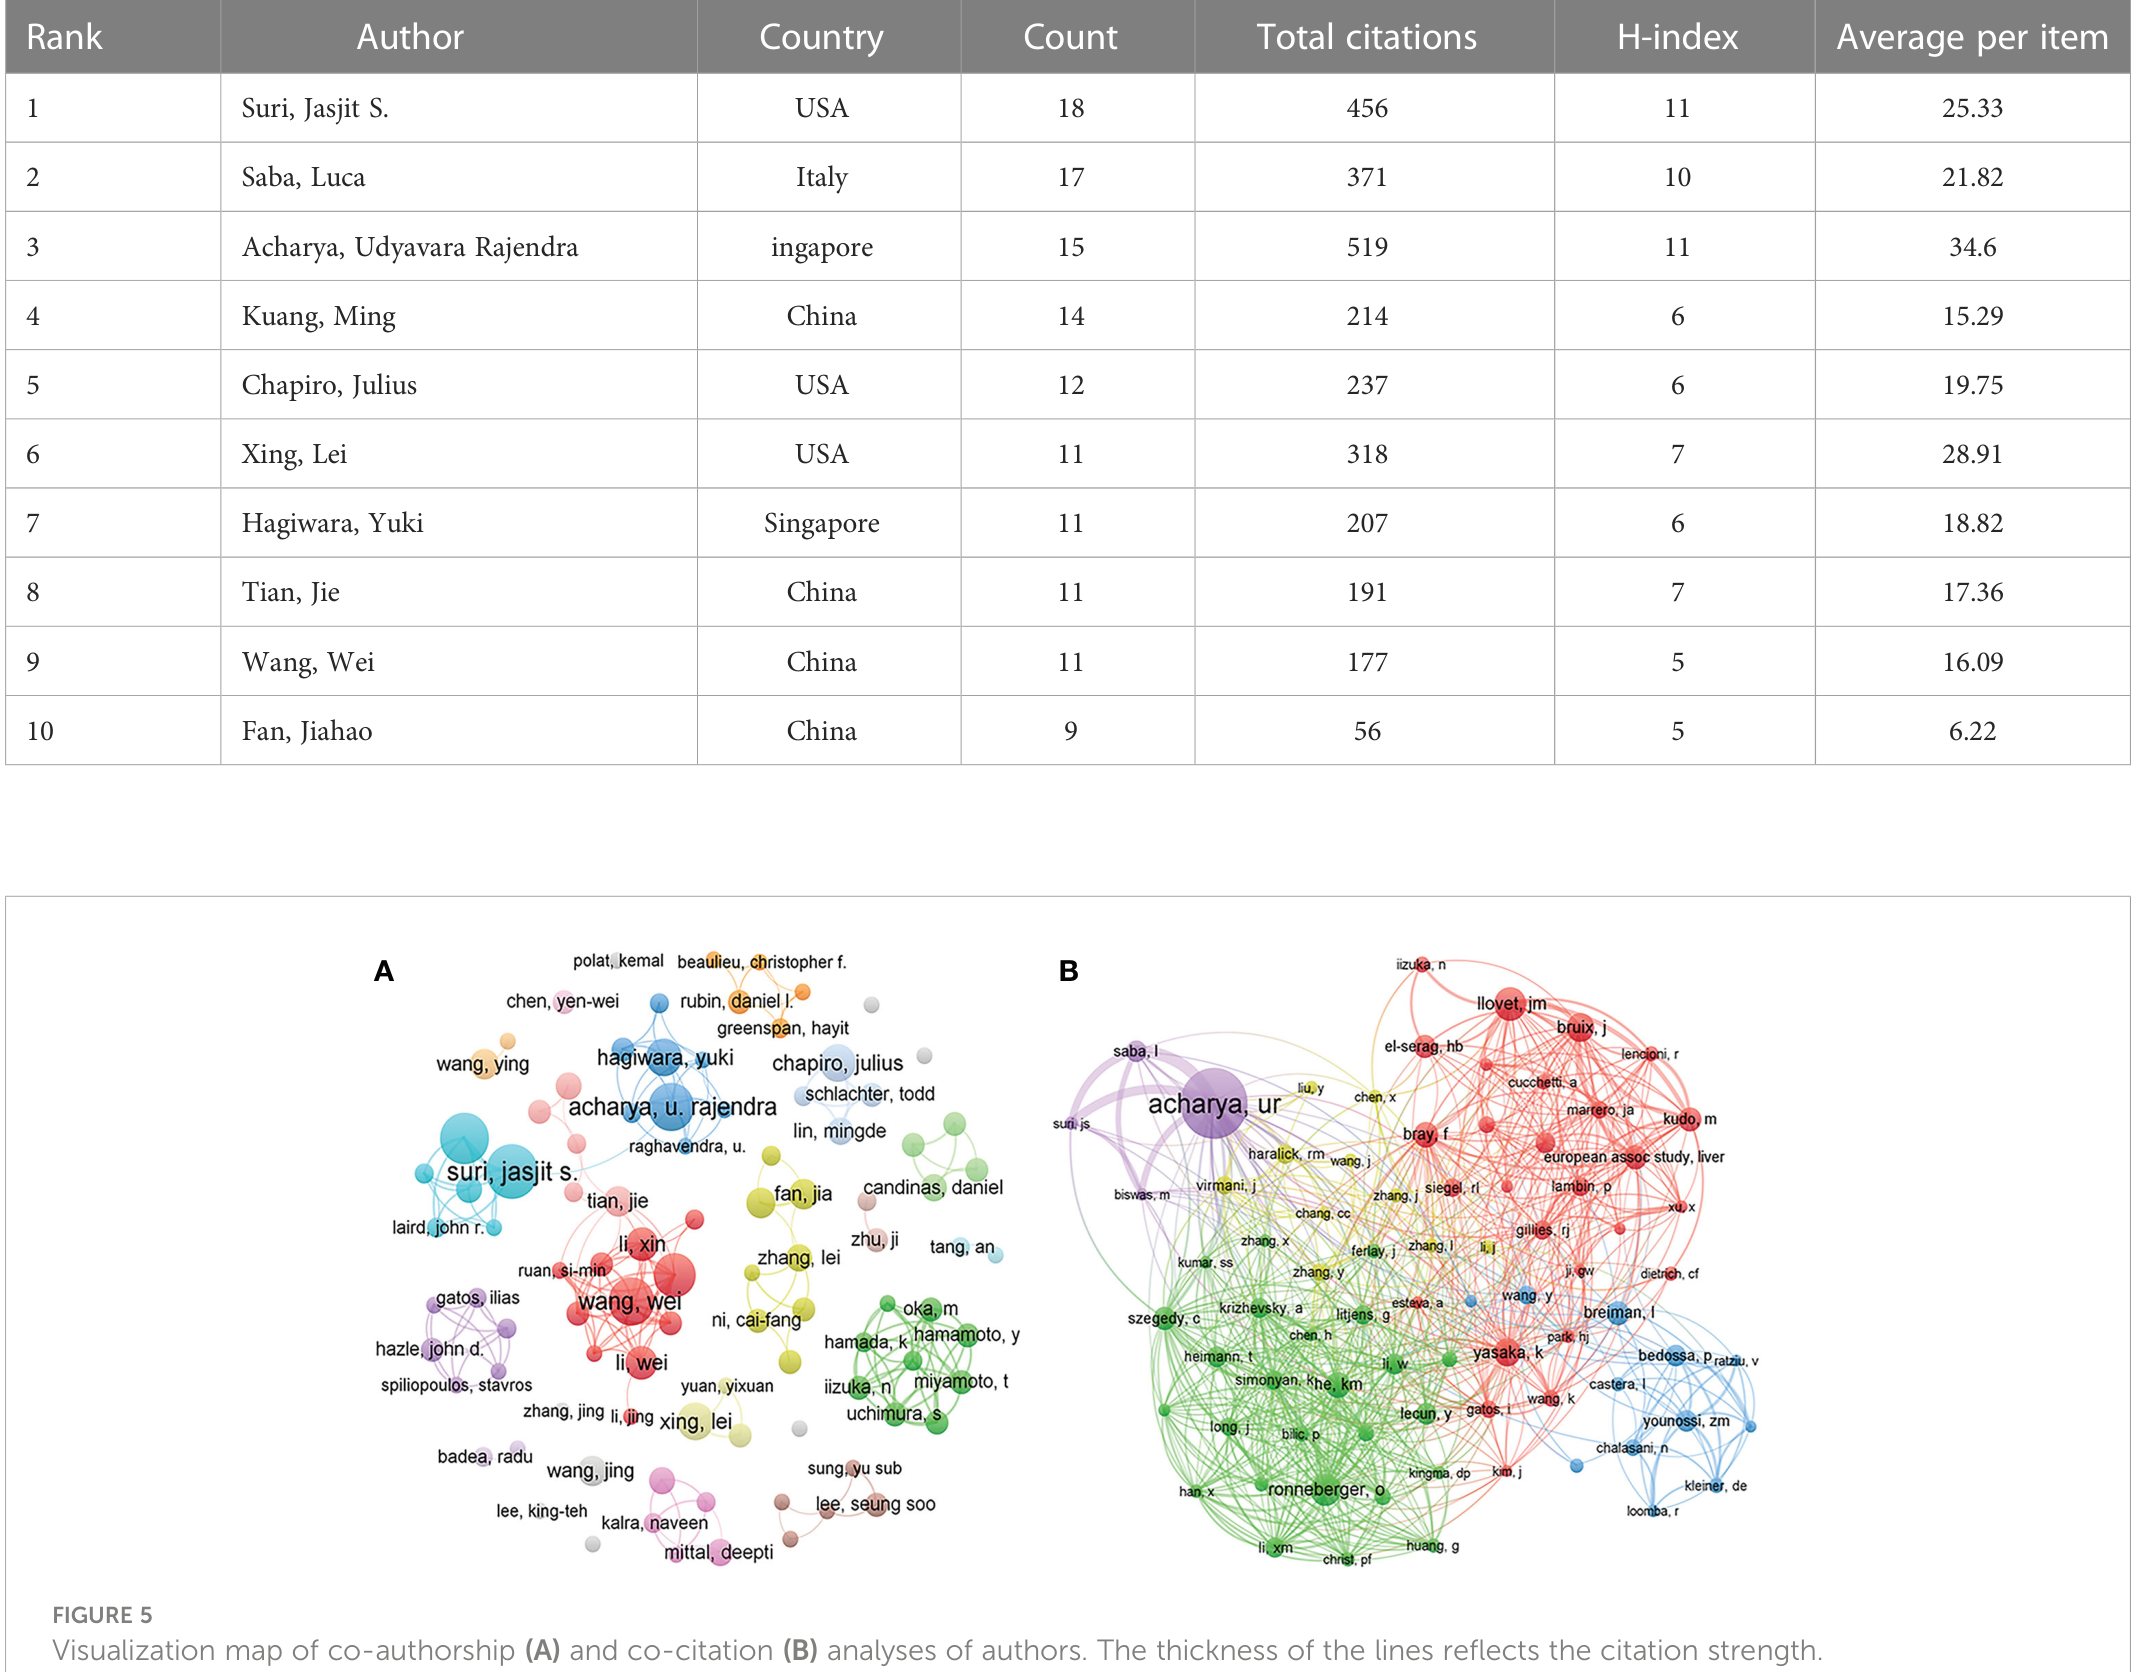 Rank Author Country Count Total citations H-index Average per item
1 Suri, Jasjit S. USA 18 456 11 25.33
2 Saba, Luca Italy 17 371 10 21.82
3 Acharya, Udyavara Rajendra ingapore 15 519 11 34.6
4 Kuang, Ming China 14 214 6 15.29
5 Chapiro, Julius USA 12 237 6 19.75
6 Xing, Lei USA 11 318 7 28.91
7 Hagiwara, Yuki Singapore 11 207 6 18.82
8 Tian, Jie China 11 191 7 17.36
9 Wang, Wei China 11 177 5 16.09
10 Fan, Jiahao China 9 56 5 6.22
A
polat, kemal
beaulieu, christopher f.
chen, yen-wei
rubin, daniel l.
greenspan, hayit
wang, ying
hagiwara, yuki
chapiro, julius
schlachter, todd
acharya, u. rajendra
lin, mingde
raghavendra, u.
suri, jasjit s.
candinas, daniel
fan, jia
tian, jie
laird, john r.
zhu, ji
li, xin
tang, an
zhang, lei
ruan, si-min
gatos, ilias
wang, wei
oka, m
ni, cai-fang
hamada, k
hamamoto, y
hazle, john d.
li, wei
spiliopoulos, stavros
yuan, yixuan
iizuka, n
miyamoto, t
zhang, jing
li, jing
xing, lei
uchimura, s
badea, radu
wang, jing
sung, yu sub
lee, king-teh
lee, seung soo
kalra, naveen
mittal, deepti
B
iizuka, n
llovet, jm
bruix, j
saba, l
el-serag, hb
lencioni, r
liu, y
cucchetti, a
chen, x
acharya, ur
marrero, ja
suri, js
kudo, m
bray, f
haralick, rm
wang, j
european assoc study, liver
virmani, j
biswas, m
zhang, j
siegel, rl
lambin, p
chang, cc
xu, x
gillies, rj
zhang, x
ferlay, j
zhang, l
li, j
kumar, ss
zhang, y
ji, gw
dietrich, cf
wang, y
krizhevsky, a
litjens, g
esteva, a
breiman, l
szegedy, c
chen, h
park, hj
heimann, t
li, w
yasaka, k
bedossa, p
ratziu, v
simonyan, k
he, km
castera, l
wang, k
lecun, y
gatos, i
long, j
bilic, p
younossi, zm
chalasani, n
kingma, dp
kim, j
han, x
ronneberger, o
kleiner, de
loomba, r
li, xm
christ, pf
huang, g
FIGURE 5
Visualization map of co-authorship (A) and co-citation (B) analyses of authors. The thickness of the lines reflects the citation strength.